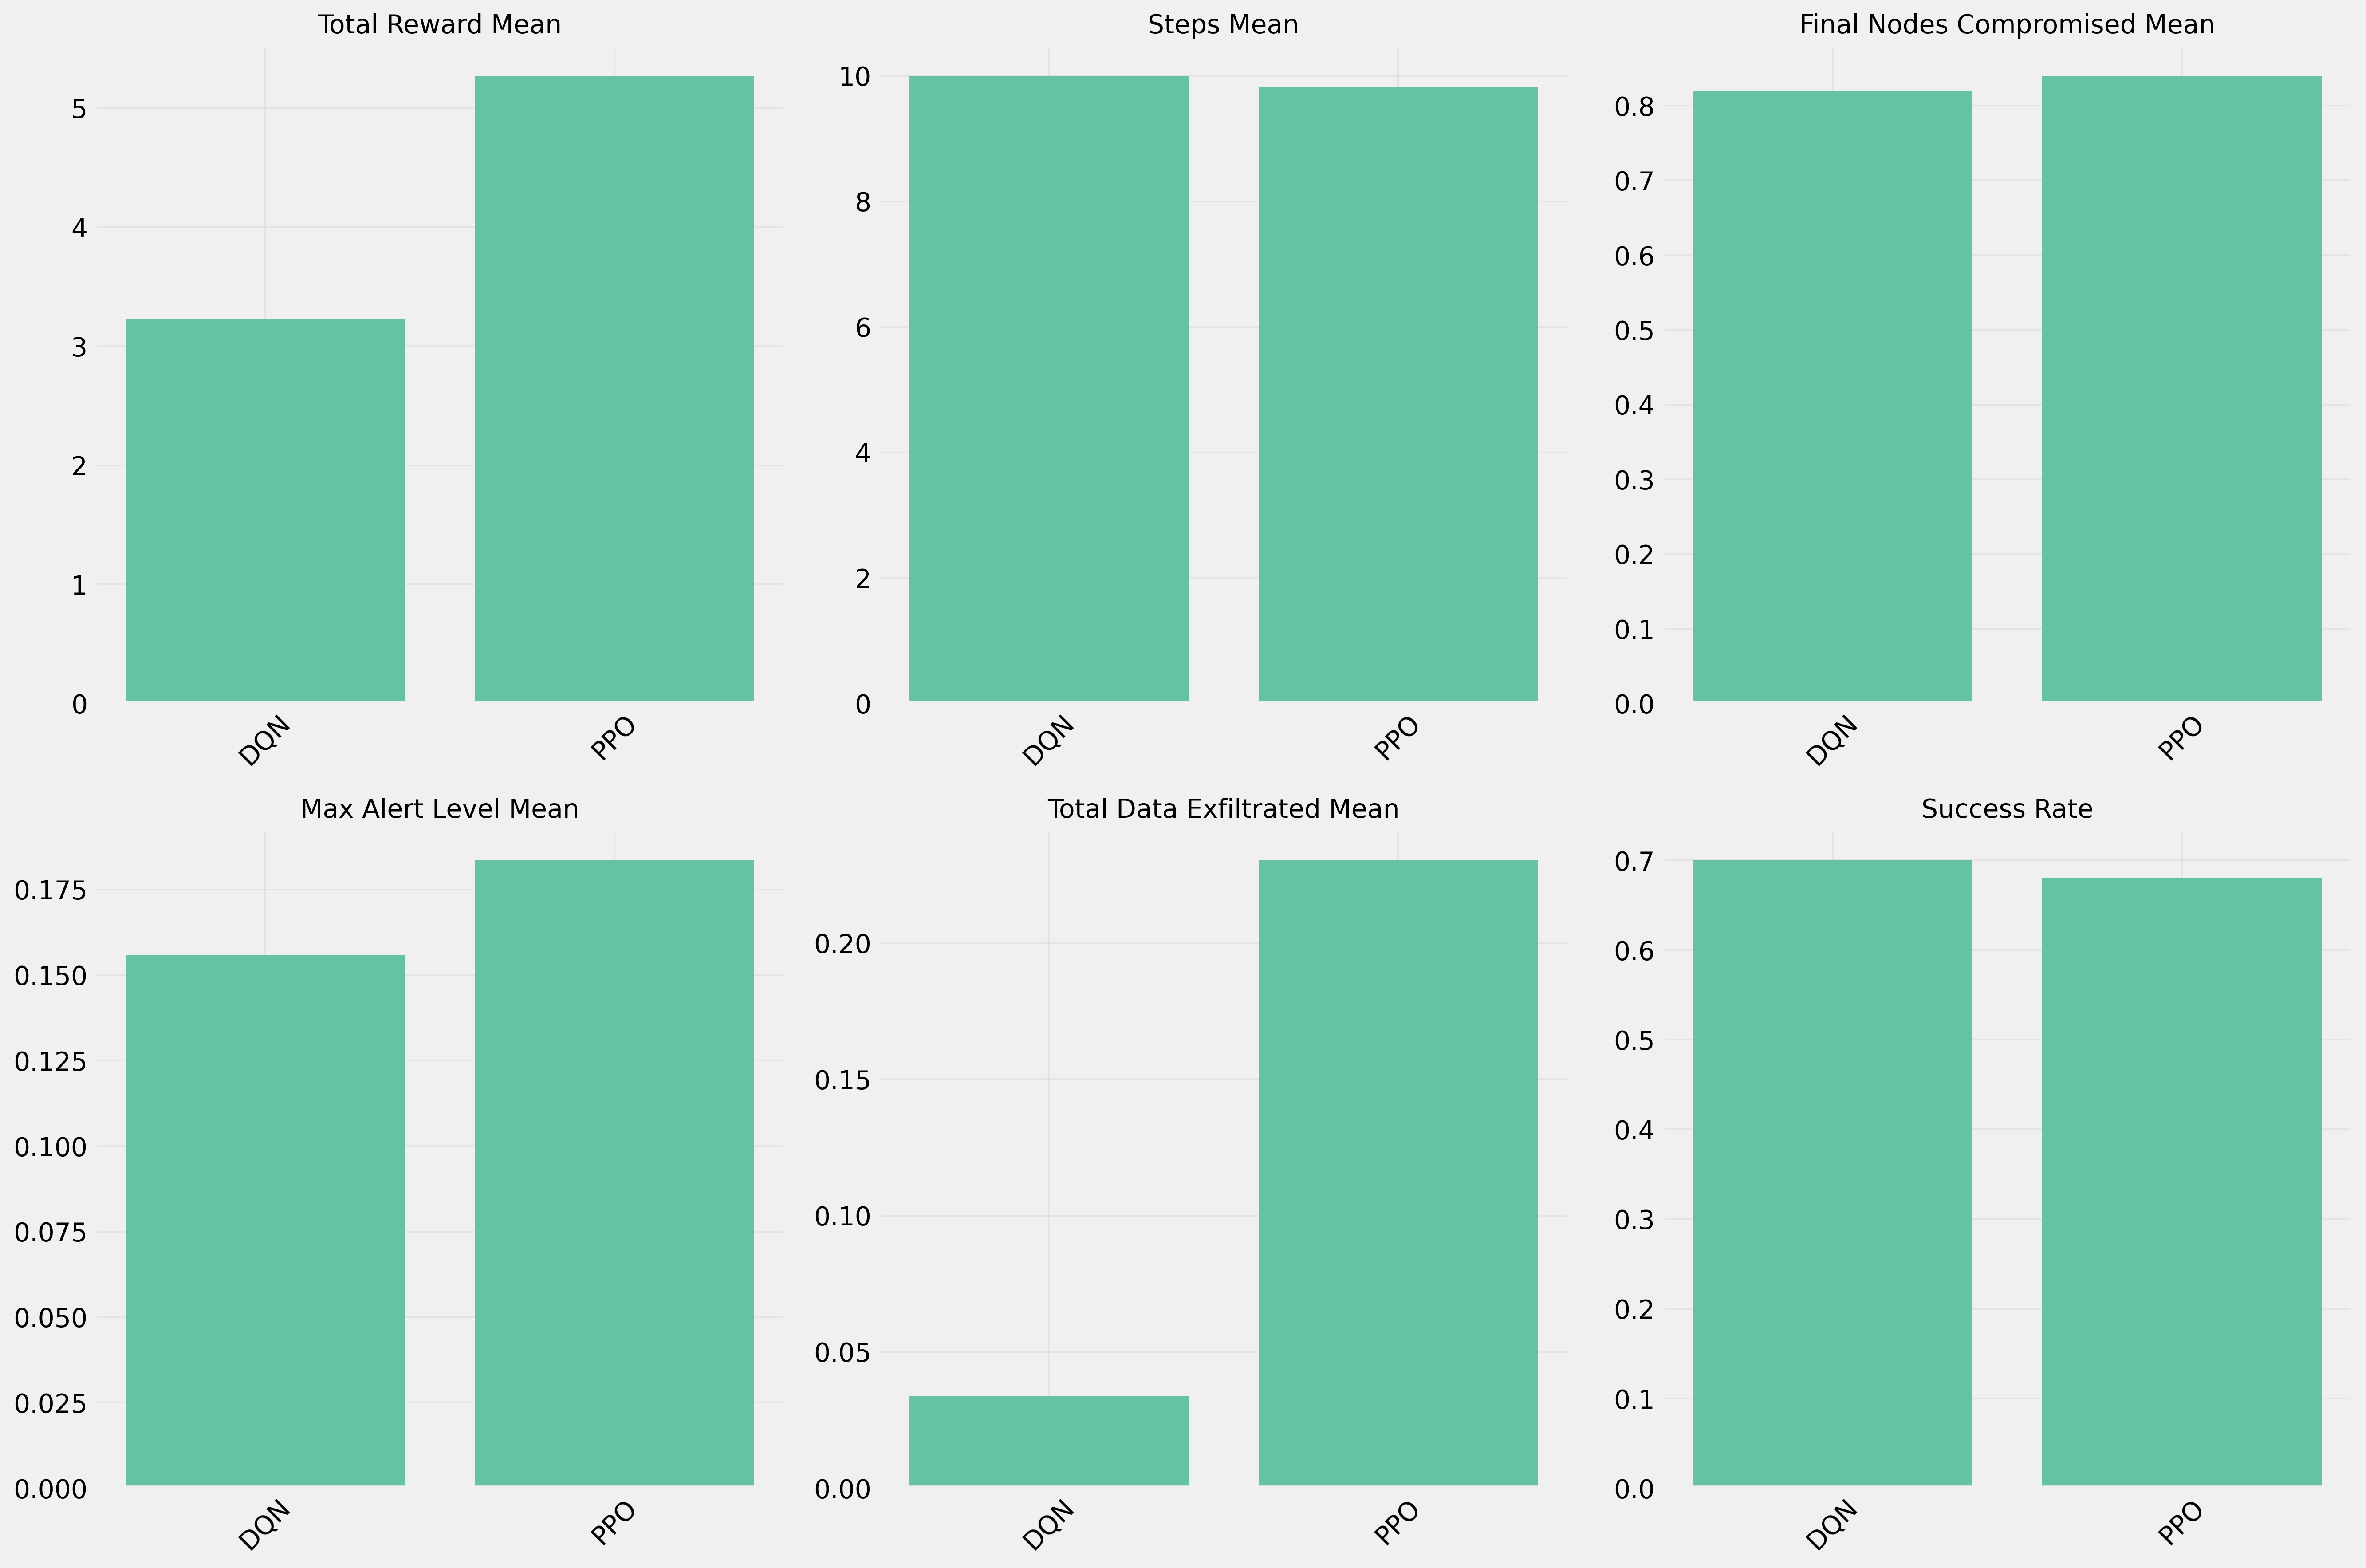 Total Reward Mean
5
4
3
2
1
0
DQN
PPO
Steps Mean
10
8
6
4
2
0
DQN
PPO
Final Nodes Compromised Mean
0.8
0.7
0.6
0.5
0.4
0.3
0.2
0.1
0.0
DQN
PPO
Max Alert Level Mean
0.175
0.150
0.125
0.100
0.075
0.050
0.025
0.000
DQN
PPO
Total Data Exfiltrated Mean
0.20
0.15
0.10
0.05
0.00
DQN
PPO
Success Rate
0.7
0.6
0.5
0.4
0.3
0.2
0.1
0.0
DQN
PPO